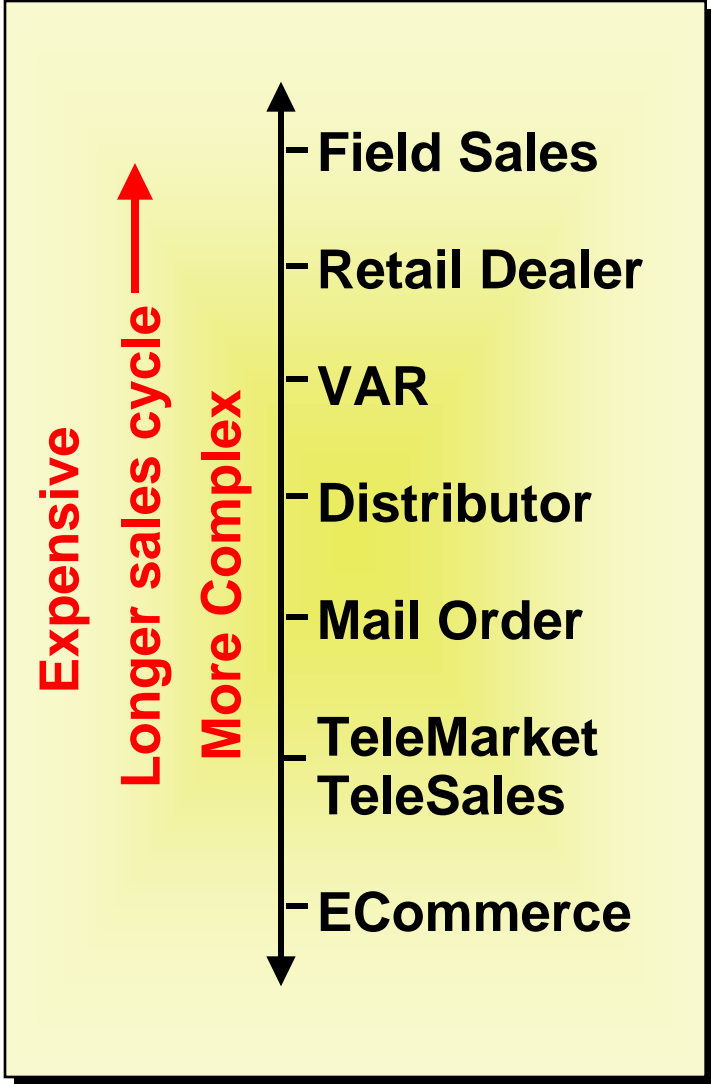 Expensive
Longer sales cycle
More Complex
Field Sales
Retail Dealer
VAR
Distributor
Mail Order
TeleMarket
TeleSales
ECommerce